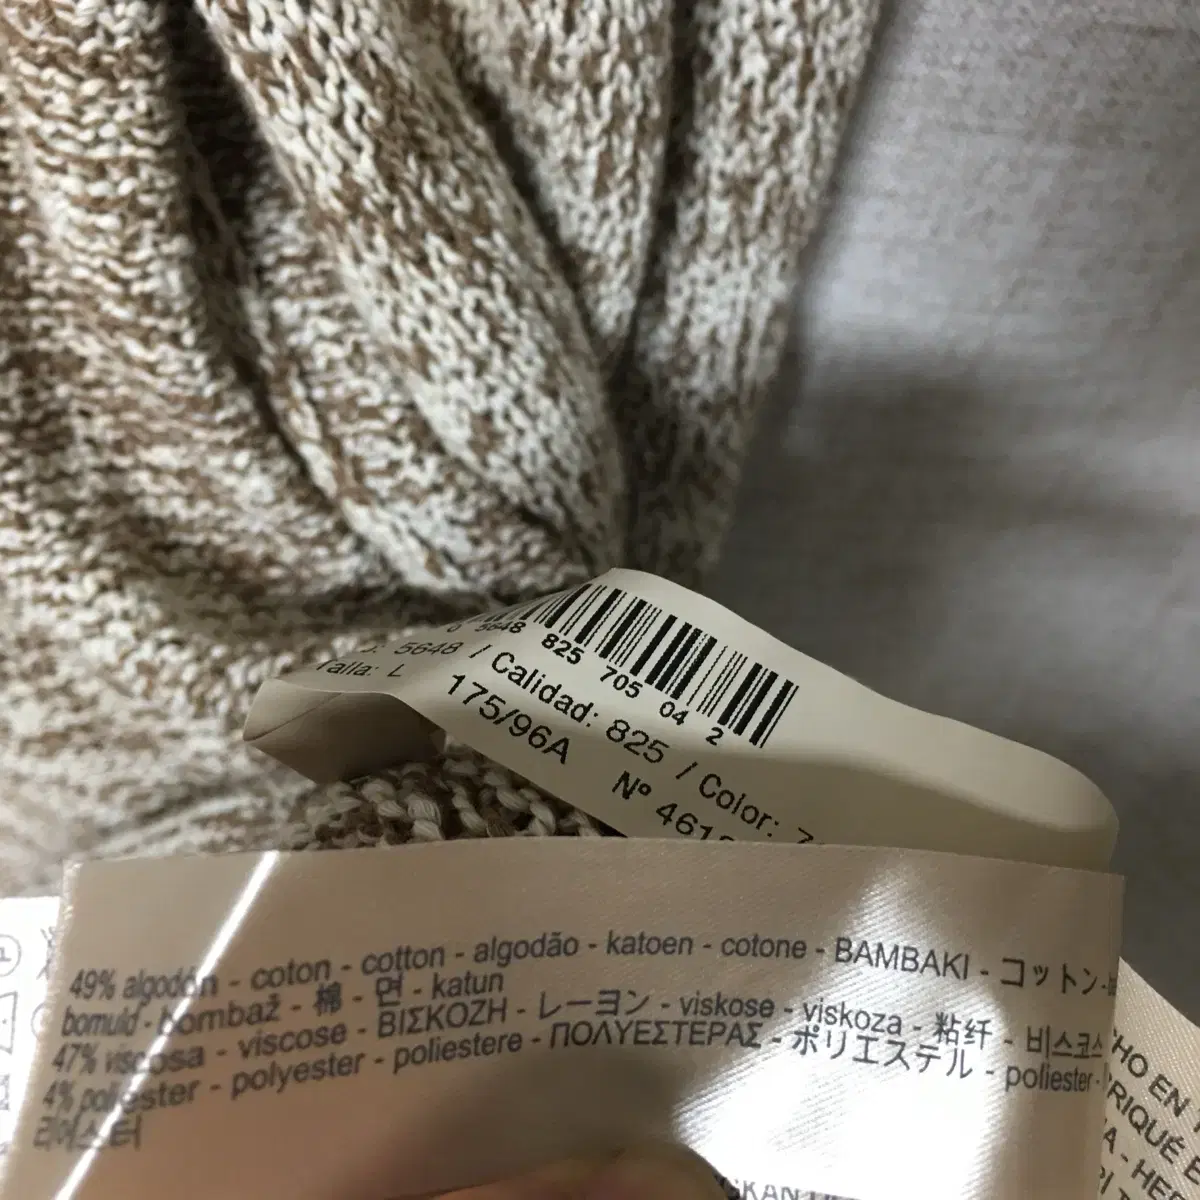 5648 825 705 04 2
5648 / Calidad: 825 / Color:
Talla: L
175/96A Nº
49% algodón - coton - cotton - algodão - katoen - cotone - BAMBAKI - コットン -
bomuld - bombaž - 棉 - 면 - katun
47% viscosa - viscose - ΒΙΣΚΟΖΗ - レーヨン - viskose - viskoza - 粘纤 - 비스코스
4% poliester - polyester - poliestere - ΠΟΛΥΕΣΤΕΡΑΣ - ポリエステル - poliester -
리에스터